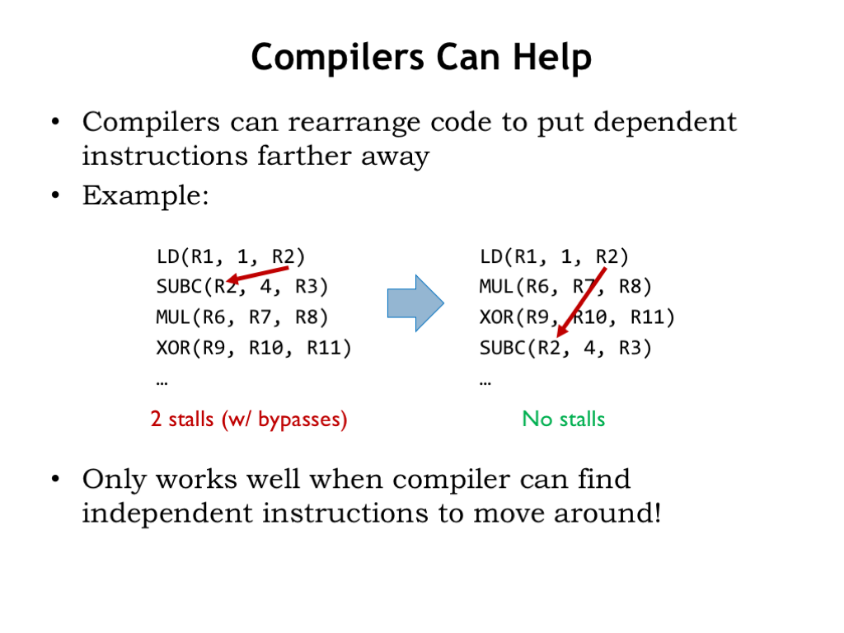 Compilers Can Help
• Compilers can rearrange code to put dependent
instructions farther away
• Example:
LD(R1, 1, R2)
SUBC(R2, 4, R3)
MUL(R6, R7, R8)
XOR(R9, R10, R11)
…
2 stalls (w/ bypasses)
LD(R1, 1, R2)
MUL(R6, R7, R8)
XOR(R9, R10, R11)
SUBC(R2, 4, R3)
…
No stalls
• Only works well when compiler can find
independent instructions to move around!